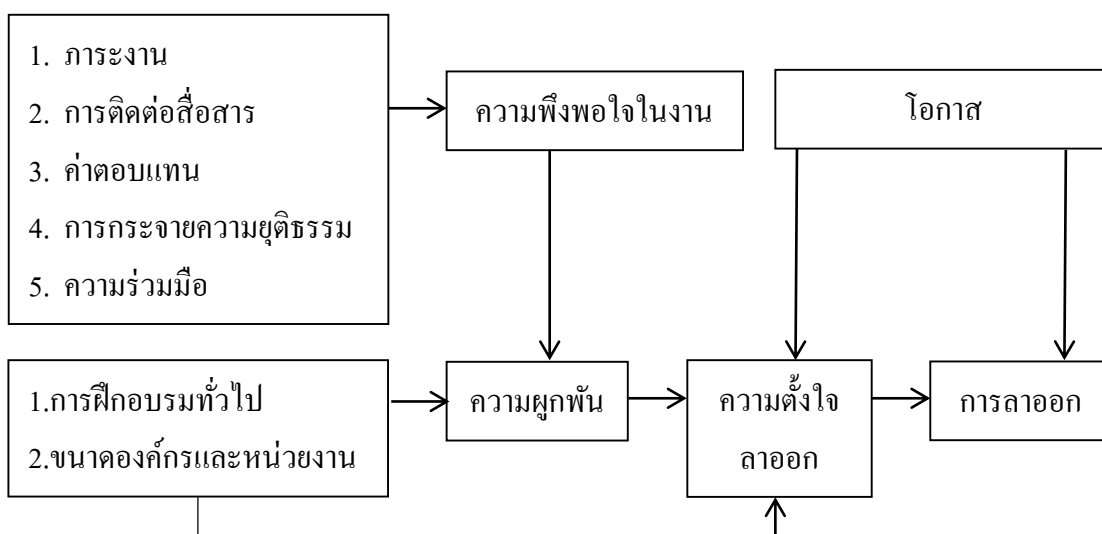 1. ภาระงาน
2. การติดต่อสื่อสาร
3. ค่าตอบแทน
4. การกระจายความยุติธรรม
5. ความร่วมมือ
ความพึงพอใจในงาน
โอกาส
1.การฝึกอบรมทั่วไป
2.ขนาดองค์กรและหน่วยงาน
ความผูกพัน
ความตั้งใจ
ลาออก
การลาออก